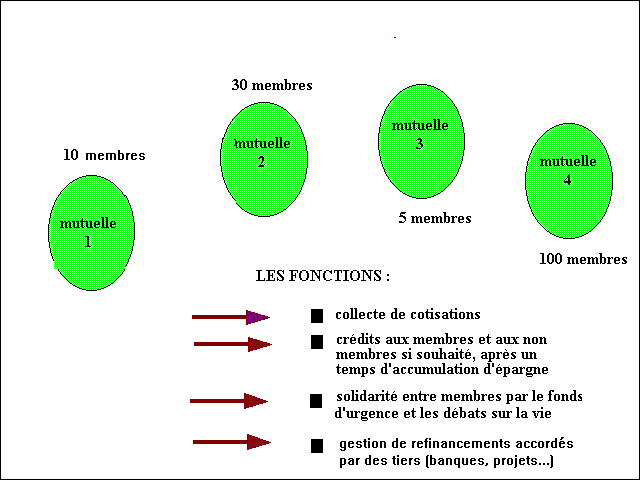 30 membres
10 membres
mutuelle
1
mutuelle
2
mutuelle
3
mutuelle
4
5 membres
100 membres
LES FONCTIONS :
collecte de cotisations
crédits aux membres et aux non
membres si souhaité, après un
temps d'accumulation d'épargne
solidarité entre membres par le fonds
d'urgence et les débats sur la vie
gestion de refinancements accordés
par des tiers (banques, projets...)